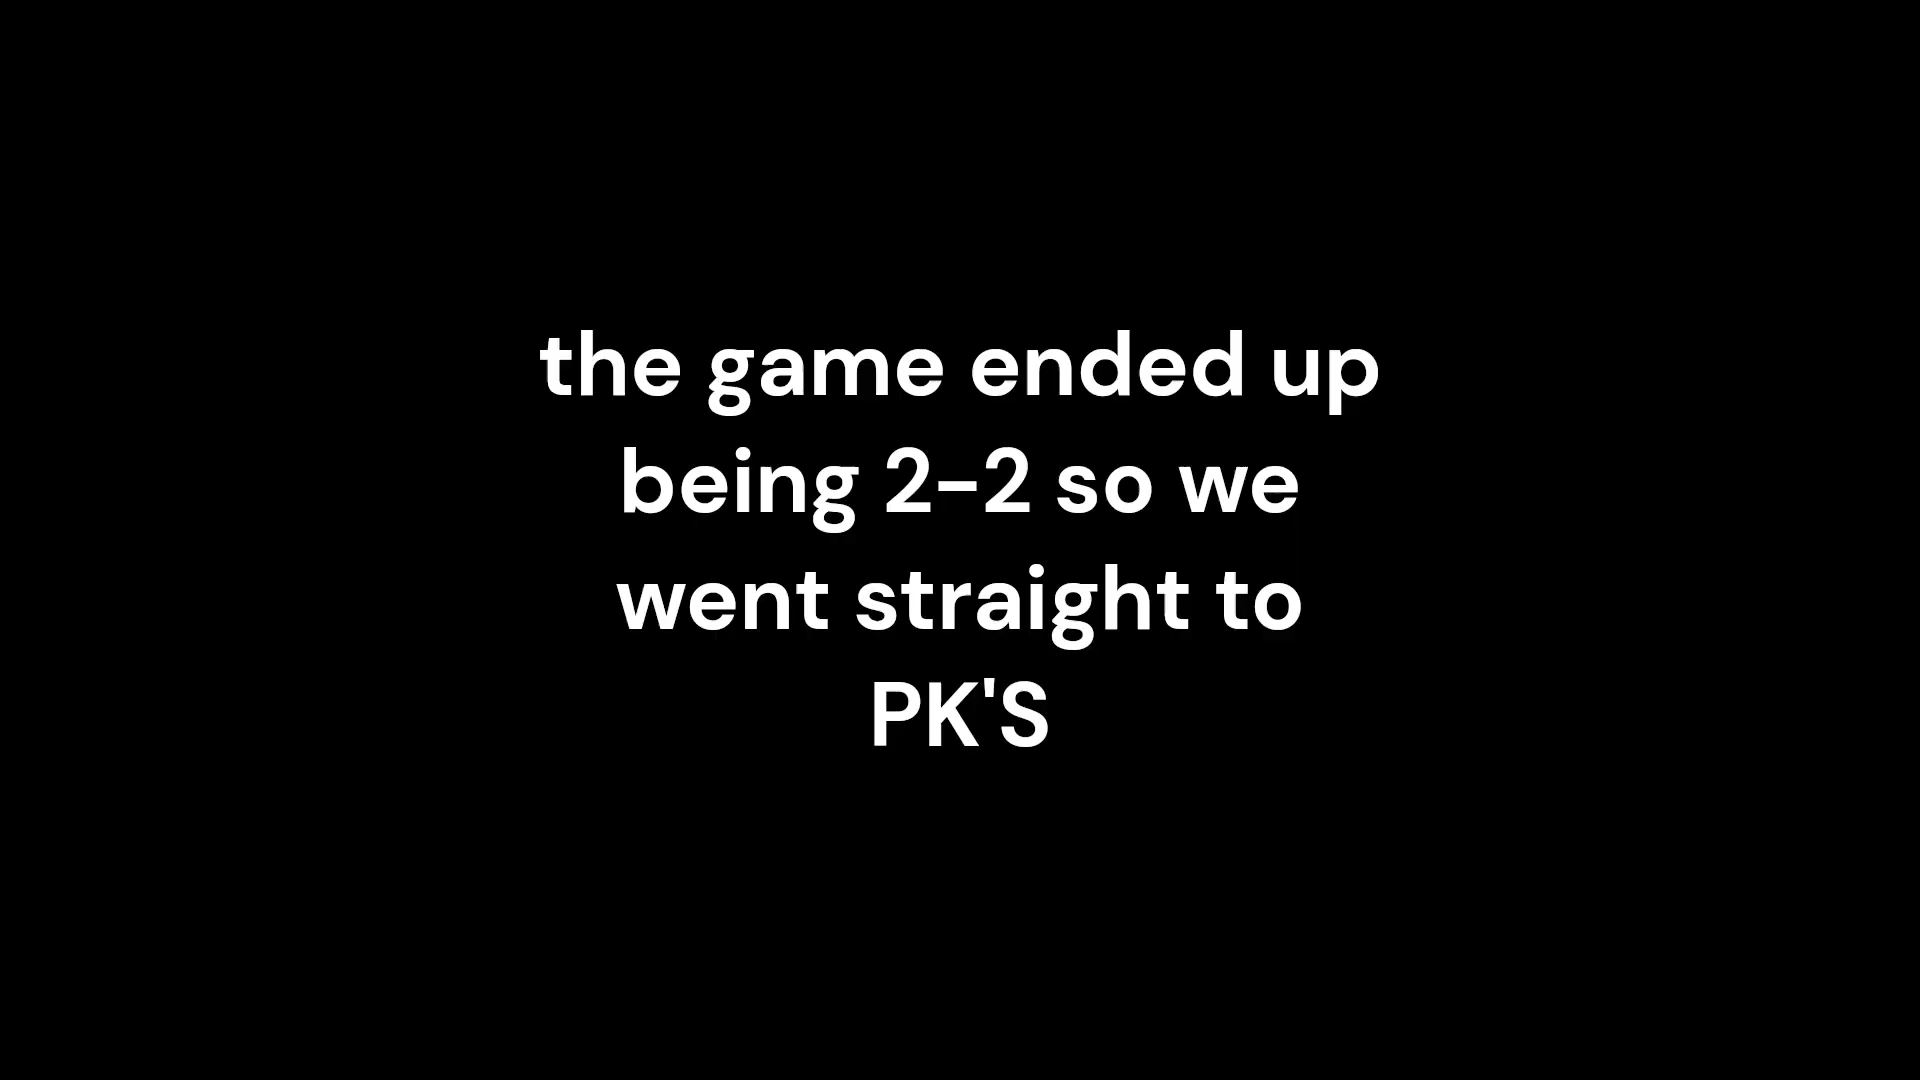 the game ended up
being 2-2 so we
went straight to
PK'S